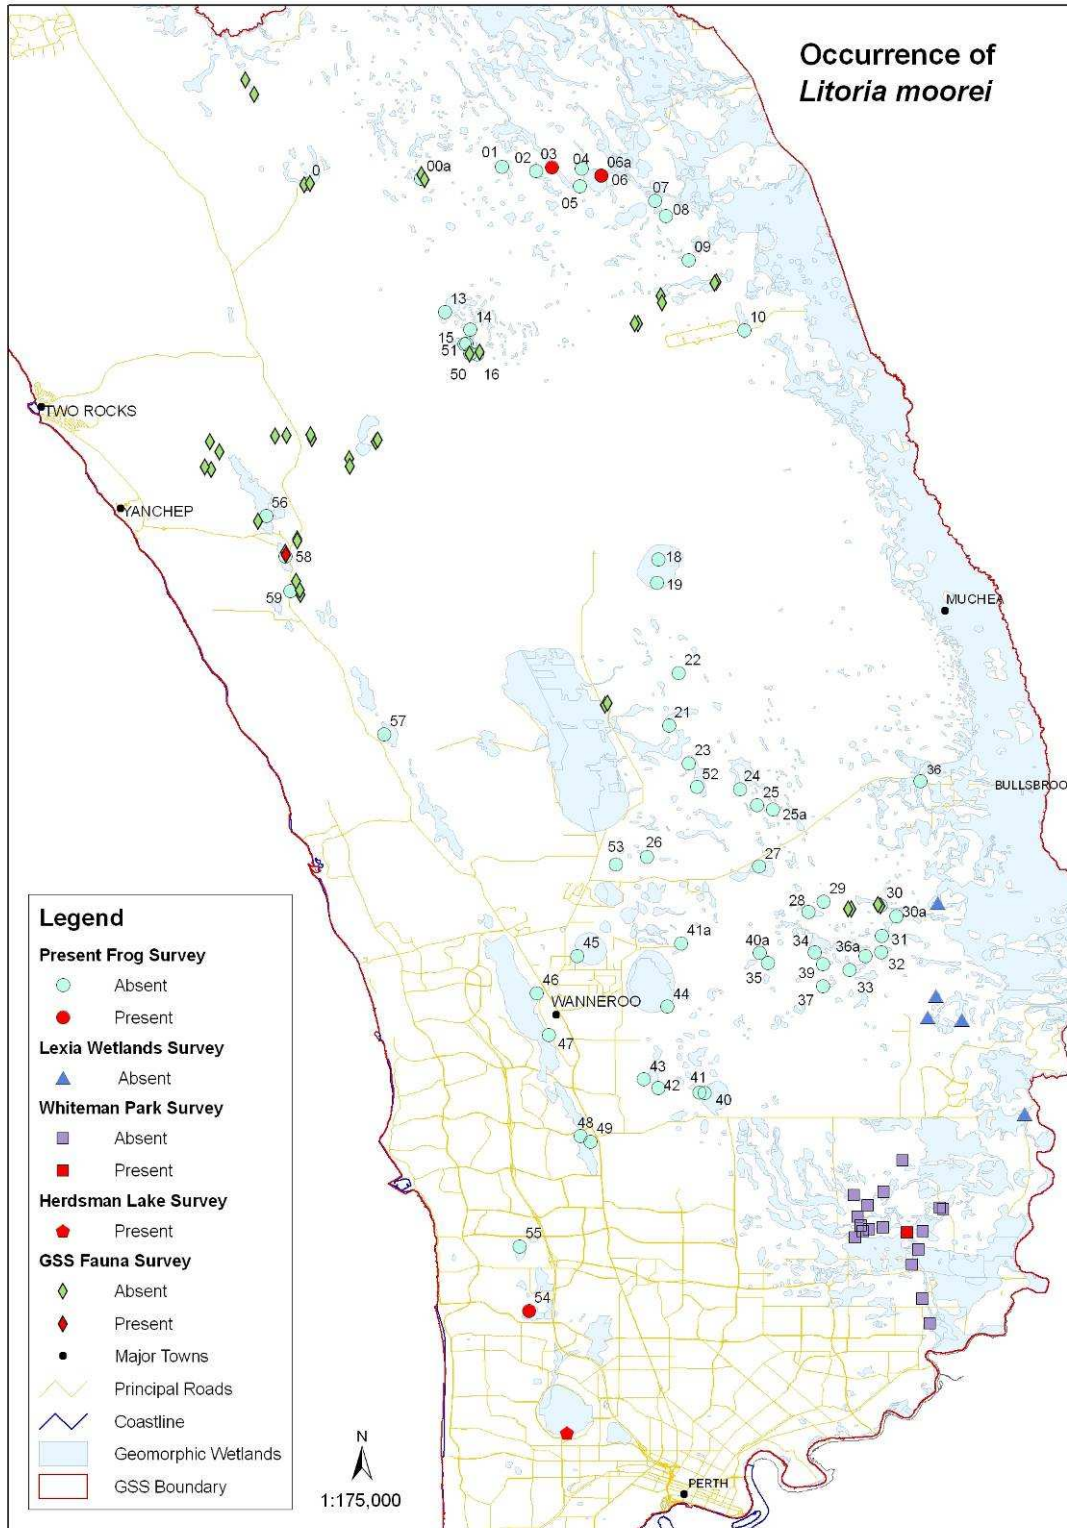 Occurrence of
Litoria moorei
01
02
03
04
06a
0
00a
06
05
07
08
09
13
14
10
15
51
50
16
TWO ROCKS
56
YANCHEP
58
18
59
19
MUCHEA
22
21
57
23
52
24
36
BULLSBROO
25
25a
26
53
27
29
30
28
30a
41a
31
45
40a
34
36a
32
35
39
33
46
37
WANNEROO
44
47
43
42
41
40
48
49
55
54
N
1:175,000
PERTH
Legend
Present Frog Survey
Absent
Present
Lexia Wetlands Survey
Absent
Whiteman Park Survey
Absent
Present
Herdsman Lake Survey
Present
GSS Fauna Survey
Absent
Present
Major Towns
Principal Roads
Coastline
Geomorphic Wetlands
GSS Boundary